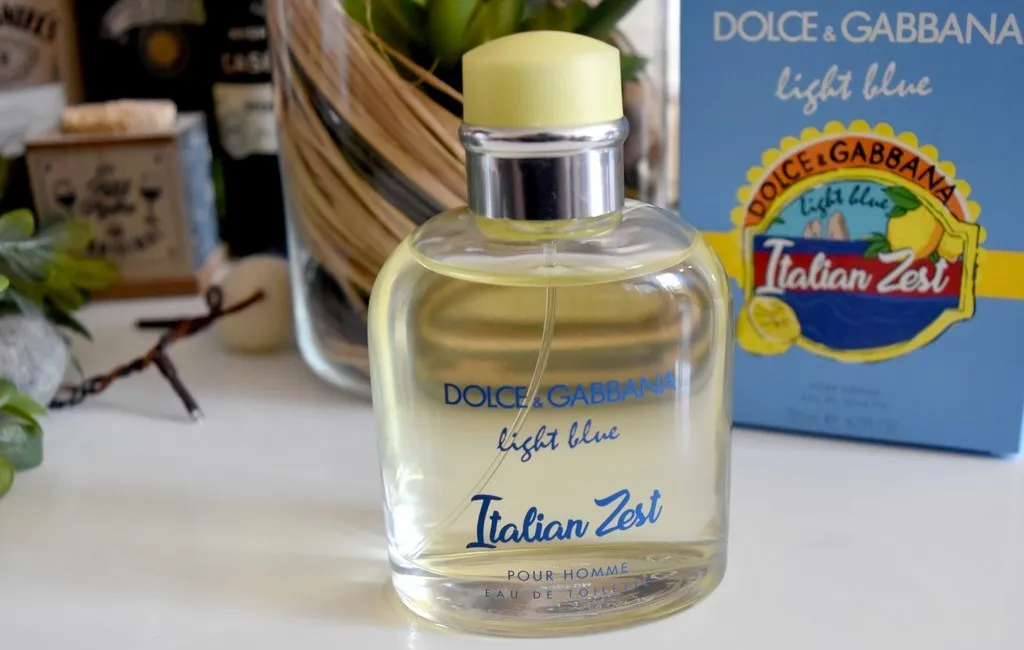 DOLCE & GABBANA
light blue
DOLCE & GABBANA
light blue
Italian Zest
DOLCE & GABBANA
light blue
Italian Zest
POUR HOMME
EAU DE TOILETTE